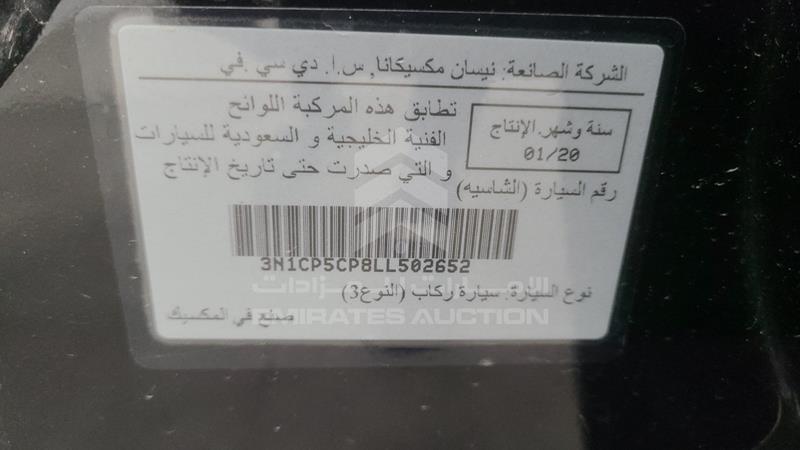 الشركة الصانعة: نيسان مكسيكانا, س.ا. دي سي .في
سنة وشهر.الإنتاج
01/20
تطابق هذه المركبة اللوائح
الفنية الخليجية و السعودية للسيارات
و التي صدرت حتى تاريخ الإنتاج
رقم السيارة (الشاسيه)
3N1CP5CP8LL502652
نوع السيارة: سيارة ركاب (النوع3)
صنع في المكسيك
الإمارات للمزادات
EMIRATES AUCTION